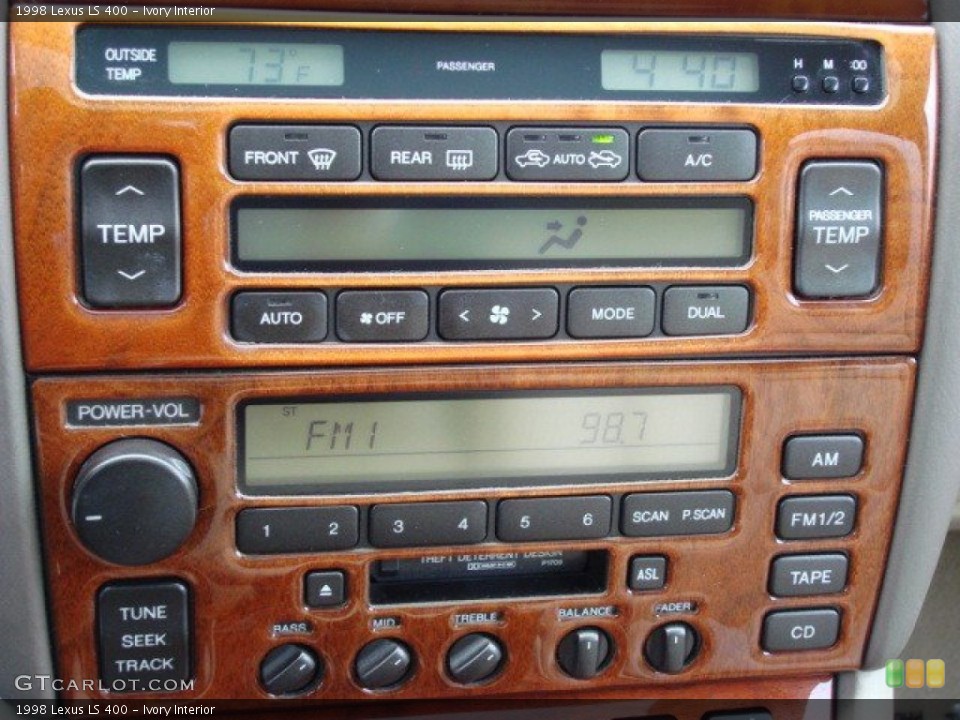 1998 Lexus LS 400 – Ivory Interior
OUTSIDE TEMP 73°F PASSENGER 4 40 H M :00
FRONT REAR AUTO A/C
TEMP
PASSENGER TEMP
AUTO OFF < > MODE DUAL
POWER-VOL
ST
FM1 98.7
AM
1 2 3 4 5 6 SCAN P.SCAN
FM1/2
THEFT DETERRENT DESIGN
P1709
ASL
TAPE
TUNE
SEEK
TRACK
BASS MID TREBLE BALANCE FADER
CD
GTCARLOT.COM
1998 Lexus LS 400 – Ivory Interior